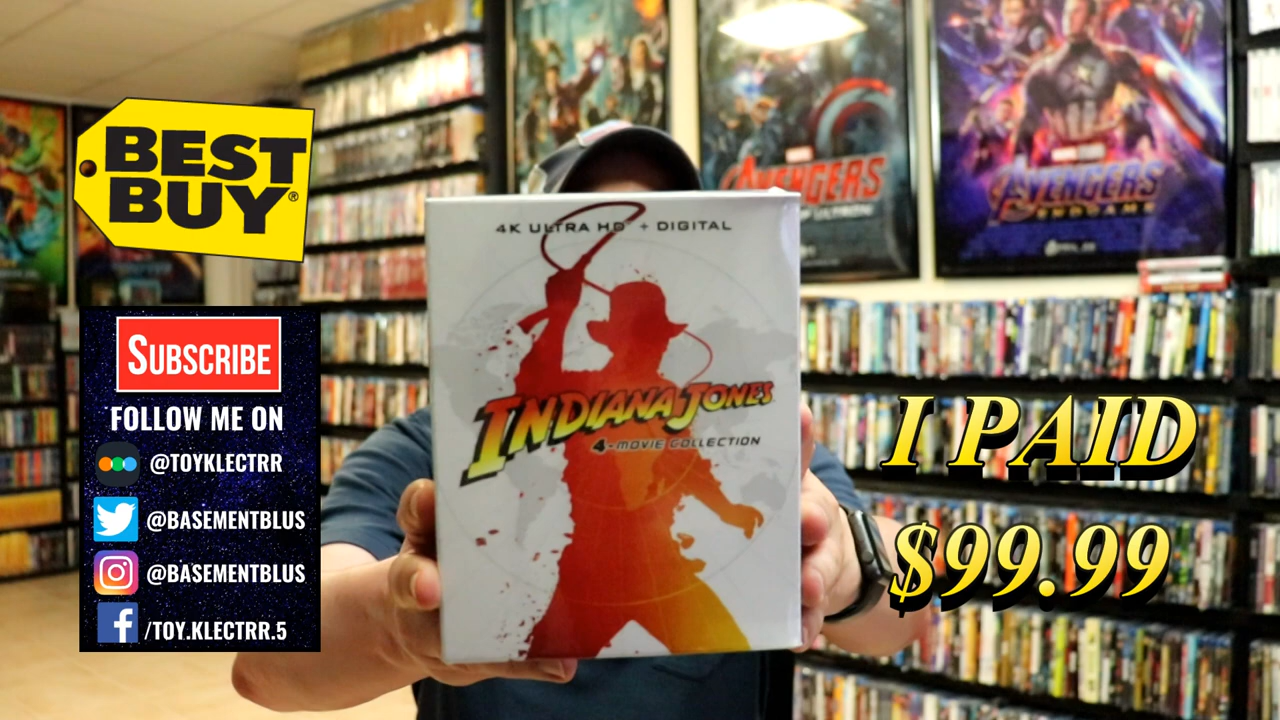 BEST
BUY®
SUBSCRIBE
FOLLOW ME ON
@TOYKLECTRR
@BASEMENTBLUS
@BASEMENTBLUS
/TOY.KLECTRR.5
4K ULTRA HD + DIGITAL
INDIANA JONES
4-MOVIE COLLECTION
AVENGERS
AVENGERS
ENDGAME
I PAID
$99.99